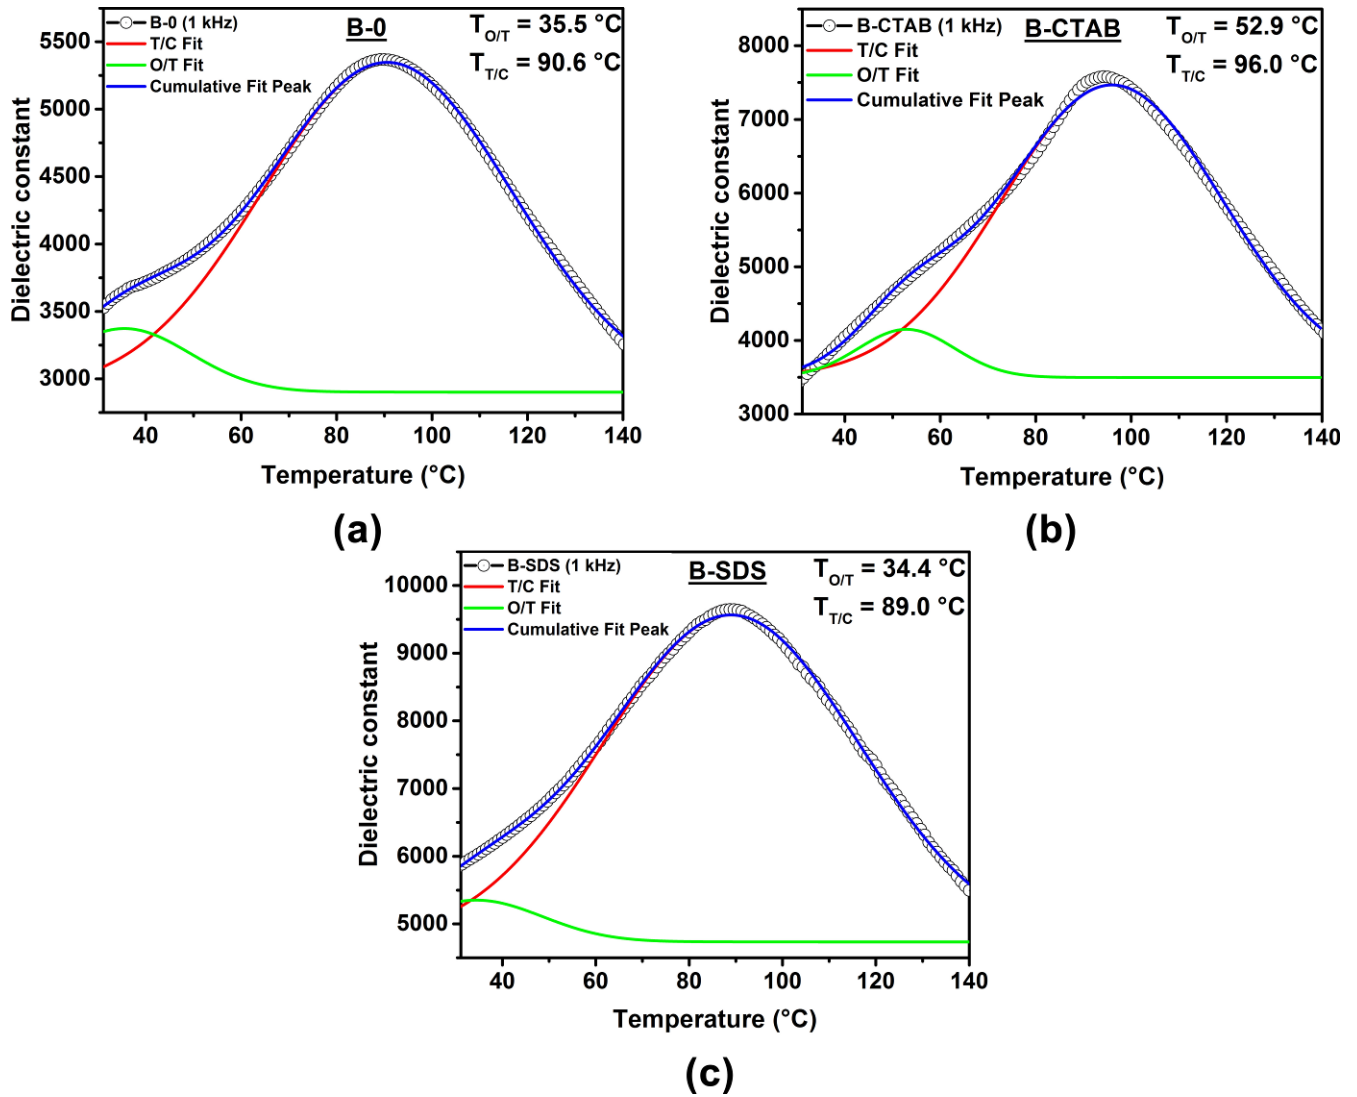 B-0 (1 kHz)
T/C Fit
O/T Fit
Cumulative Fit Peak
B-0
T_O/T = 35.5 °C
T_T/C = 90.6 °C
5500
5000
4500
4000
3500
3000
Dielectric constant
40 60 80 100 120 140
Temperature (°C)
(a)
B-CTAB (1 kHz)
T/C Fit
O/T Fit
Cumulative Fit Peak
B-CTAB
T_O/T = 52.9 °C
T_T/C = 96.0 °C
8000
7000
6000
5000
4000
3000
Dielectric constant
40 60 80 100 120 140
Temperature (°C)
(b)
B-SDS (1 kHz)
T/C Fit
O/T Fit
Cumulative Fit Peak
B-SDS
T_O/T = 34.4 °C
T_T/C = 89.0 °C
10000
9000
8000
7000
6000
5000
Dielectric constant
40 60 80 100 120 140
Temperature (°C)
(c)